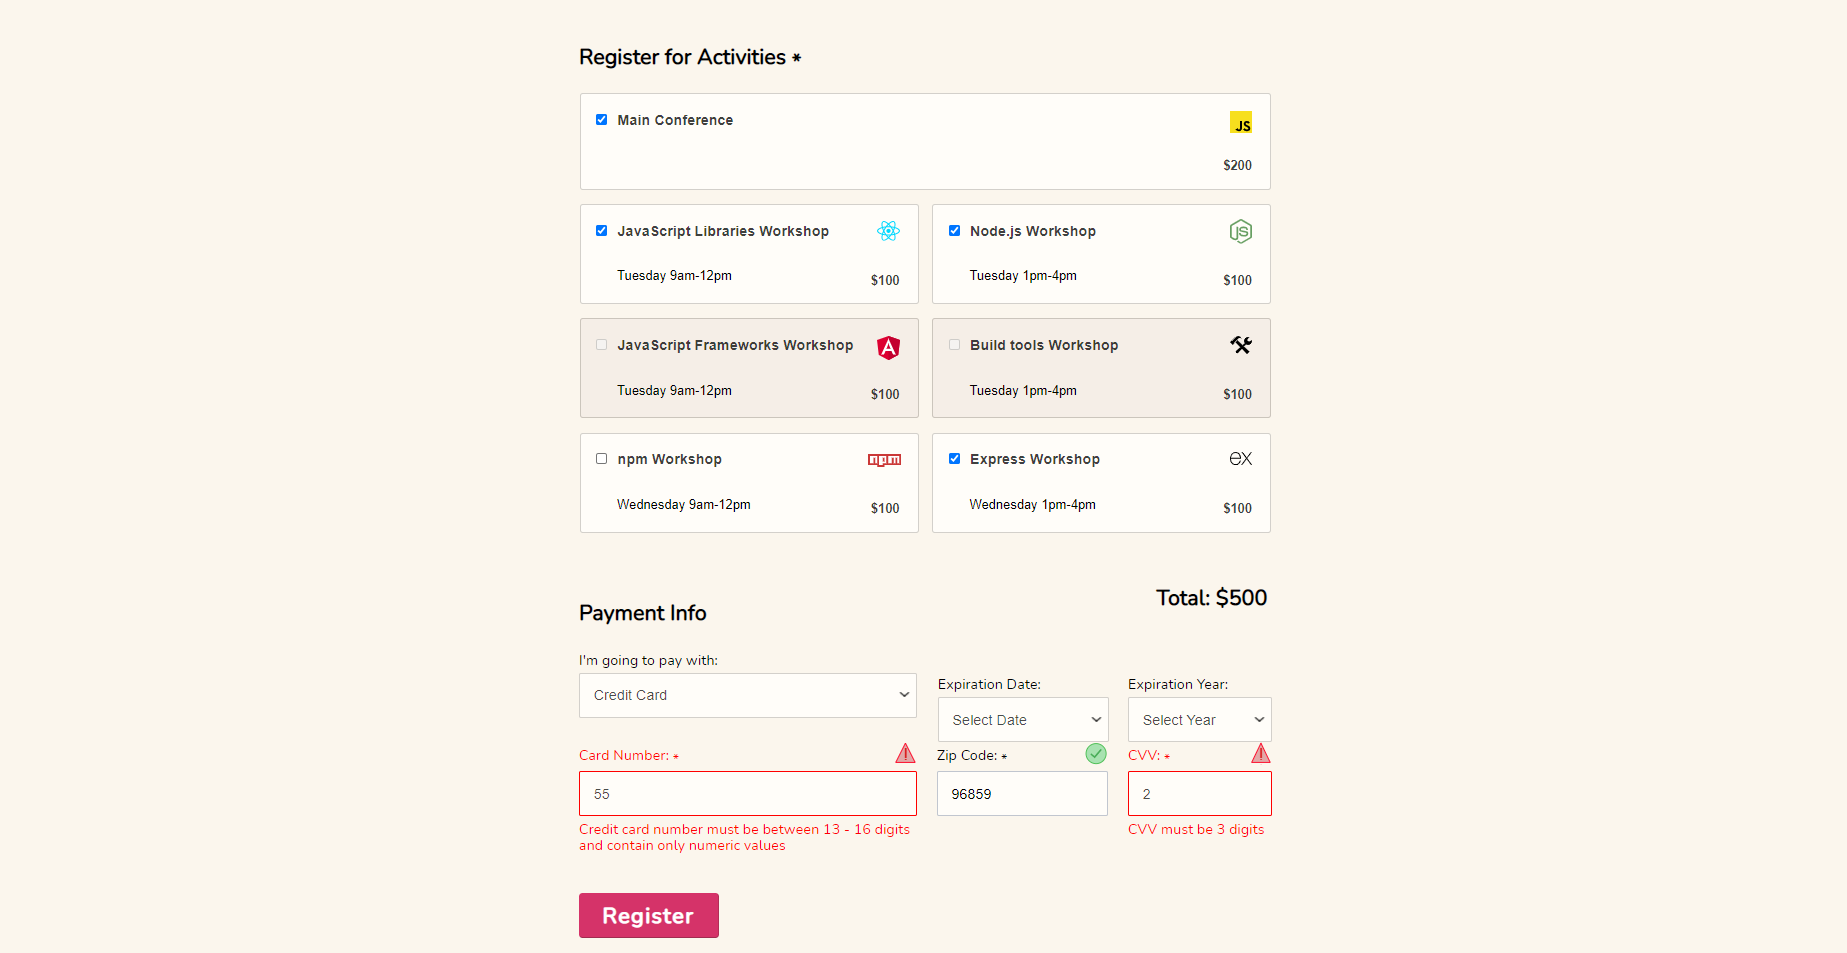 Register for Activities *
Main Conference
JS
$200
JavaScript Libraries Workshop
Tuesday 9am-12pm
$100
Node.js Workshop
JS
Tuesday 1pm-4pm
$100
JavaScript Frameworks Workshop
A
Tuesday 9am-12pm
$100
Build tools Workshop
Tuesday 1pm-4pm
$100
npm Workshop
npm
Wednesday 9am-12pm
$100
Express Workshop
ex
Wednesday 1pm-4pm
$100
Total: $500
Payment Info
I'm going to pay with:
Credit Card
Expiration Date:
Select Date
Expiration Year:
Select Year
Card Number: *
55
Credit card number must be between 13 - 16 digits
and contain only numeric values
Zip Code: *
96859
CVV: *
2
CVV must be 3 digits
Register